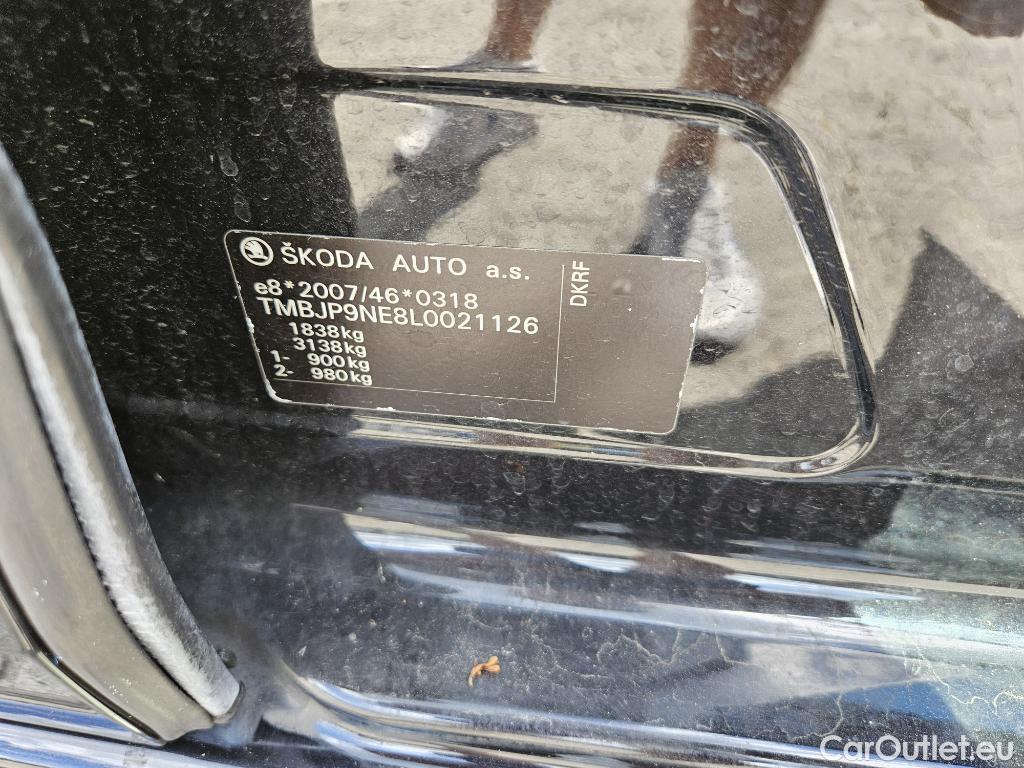 ŠKODA AUTO a.s.
e8*2007/46*0318
TMBJP9NE8L0021126
1838kg
3138kg
1- 900kg
2- 980kg
DKRF
CarOutlet.eu